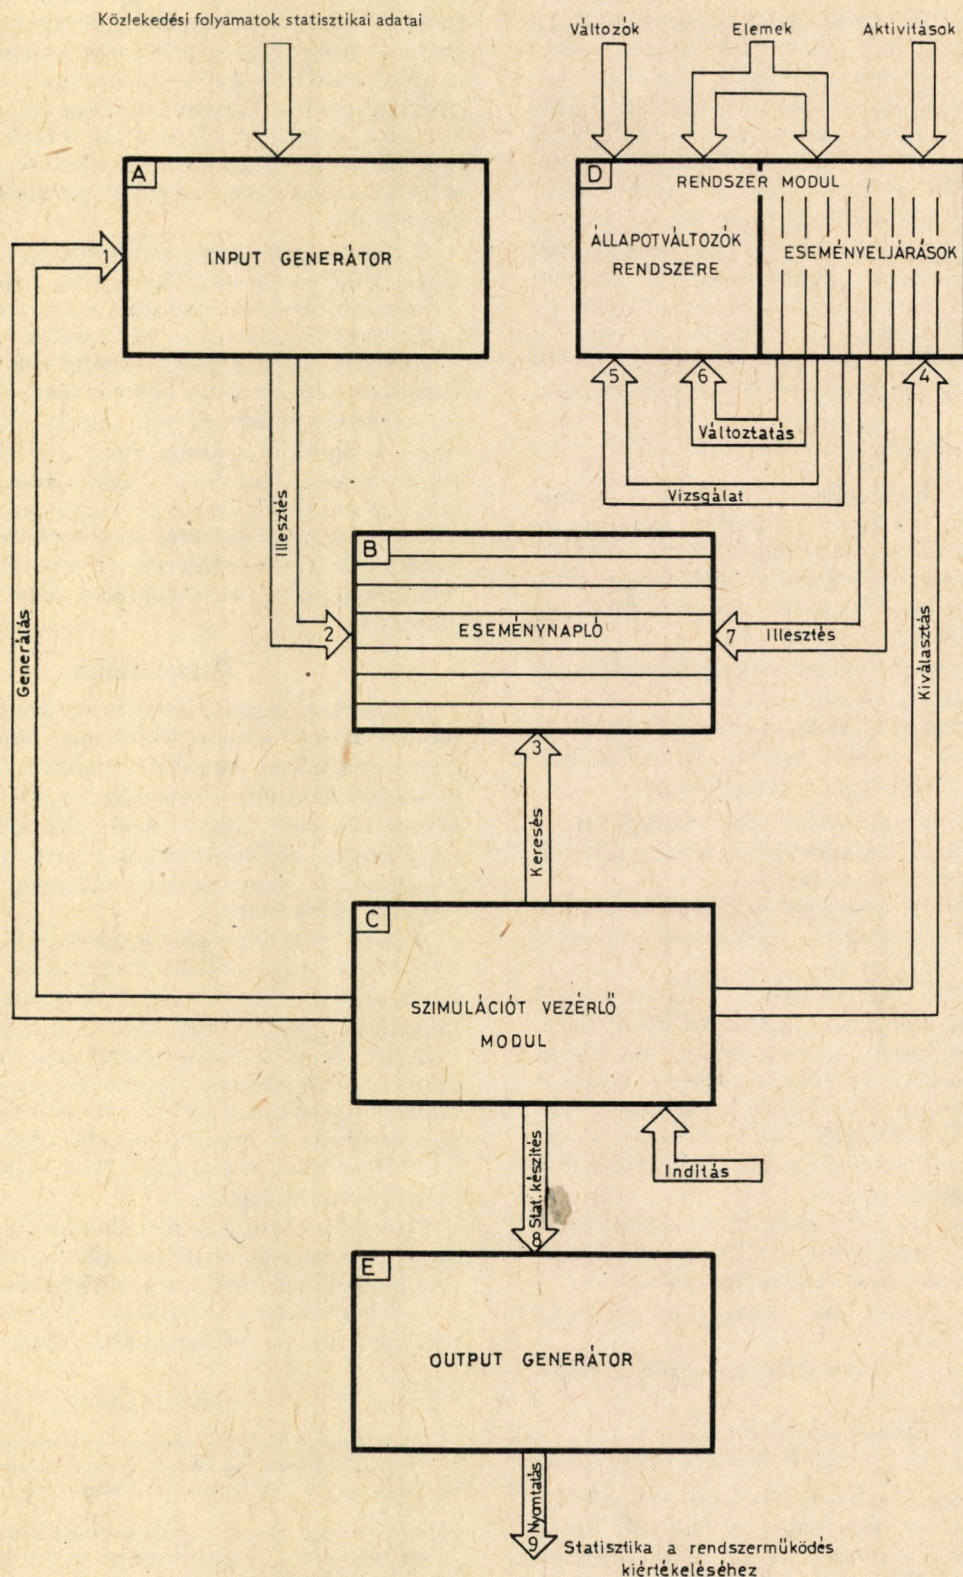 Közlekedési folyamatok statisztikai adatai
Változók
Elemek
Aktivitások
A
INPUT GENERÁTOR
D
RENDSZER MODUL
ÁLLAPOTVÁLTOZÓK
RENDSZERE
ESEMÉNYELJÁRÁSOK
1
5
6
4
Változtatás
Vizsgálat
Illesztés
B
ESEMÉNYNAPLÓ
2
7
Illesztés
Generálás
Kiválasztás
3
Keresés
C
SZIMULÁCIÓT VEZÉRLŐ
MODUL
Inditás
Stat. készités
8
E
OUTPUT GENERÁTOR
Nyomtatás
9
Statisztika a rendszerműködés
kiértékeléséhez